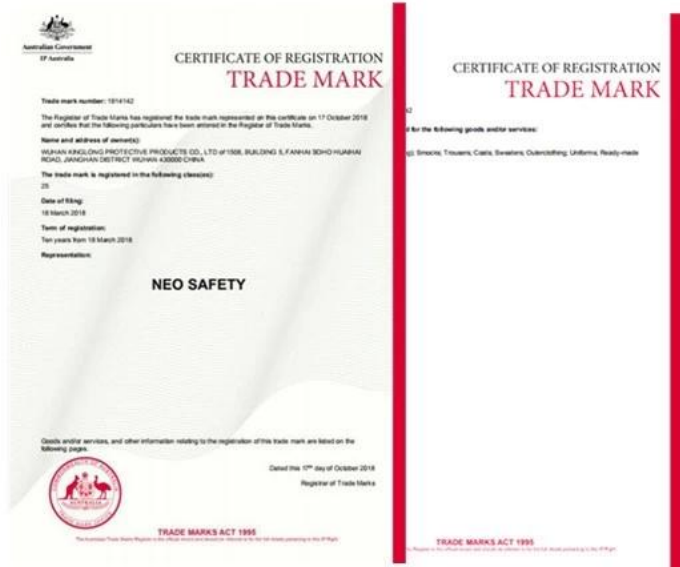 Australian Government
IP Australia
CERTIFICATE OF REGISTRATION
TRADE MARK
Trade mark number: 1914142
The Registrar of Trade Marks has registered the trade mark represented on this certificate on 17 October 2018
and certifies that the following particulars have been entered in the Register of Trade Marks.
Name and address of owner(s):
WUHAN KINGLONG PROTECTIVE PRODUCTS CO., LTD of 1508, BUILDING 5, FANHAI SOHO HUAIHAI
ROAD, JIANGHAN DISTRICT WUHAN 430000 CHINA
The trade mark is registered in the following class(es):
25
Date of filing:
18 March 2018
Term of registration:
Ten years from 18 March 2018
Representation:
NEO SAFETY
Goods and/or services, and other information relating to the registration of this trade mark are listed on the
following pages.
Dated this 17th day of October 2018
Registrar of Trade Marks
AUSTRALIA
TRADE MARKS ACT 1995
CERTIFICATE OF REGISTRATION
TRADE MARK
for the following goods and/or services:
Smocks; Trousers; Coats; Sweaters; Outerclothing; Uniforms; Ready-made
TRADE MARKS ACT 1995